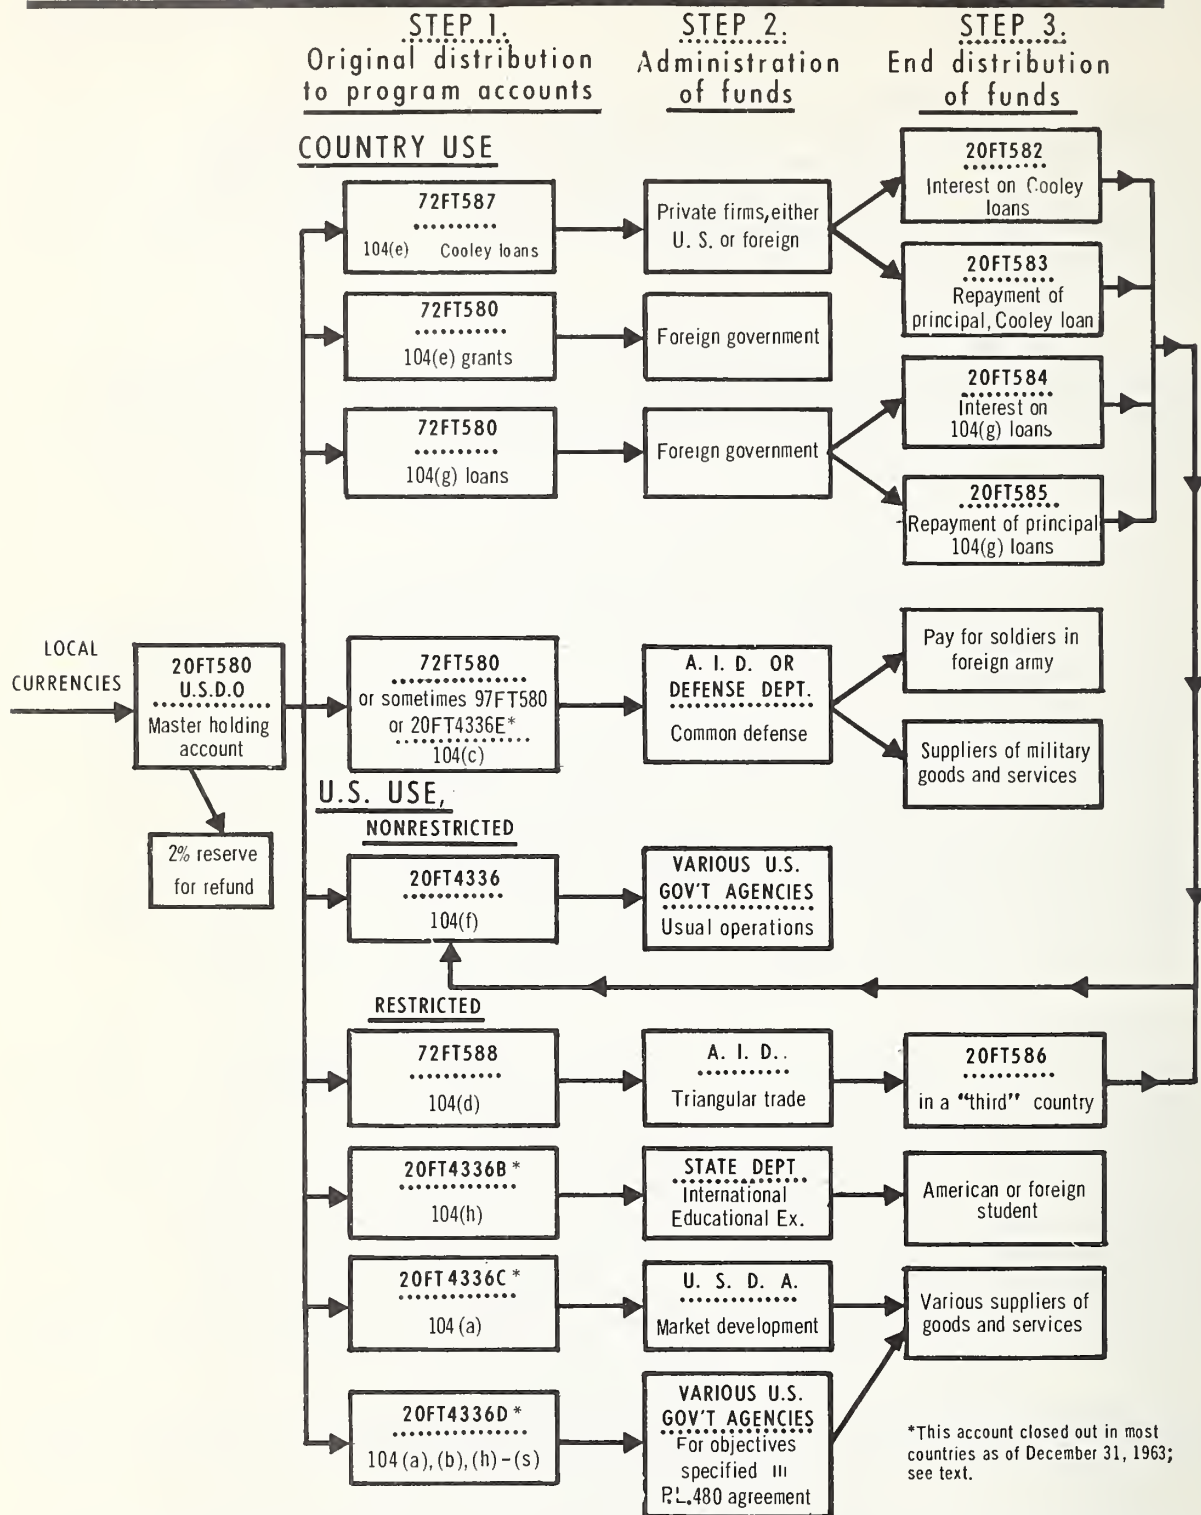 STEP 1.
Original distribution
to program accounts
STEP 2.
Administration
of funds
STEP 3.
End distribution
of funds
COUNTRY USE
72FT587
104(e) Cooley loans
Private firms, either
U. S. or foreign
20FT582
Interest on Cooley
loans
20FT583
Repayment of
principal, Cooley loan
72FT580
104(e) grants
Foreign government
72FT580
104(g) loans
Foreign government
20FT584
Interest on
104(g) loans
20FT585
Repayment of principal
104(g) loans
LOCAL
CURRENCIES
20FT580
U.S.D.O
Master holding
account
2% reserve
for refund
72FT580
or sometimes 97FT580
or 20FT4336E*
104(c)
A. I. D. OR
DEFENSE DEPT.
Common defense
Pay for soldiers in
foreign army
Suppliers of military
goods and services
U.S. USE,
NONRESTRICTED
20FT4336
104(f)
VARIOUS U.S.
GOV'T AGENCIES
Usual operations
RESTRICTED
72FT588
104(d)
A. I. D..
Triangular trade
20FT586
in a "third" country
20FT4336B*
104(h)
STATE DEPT
International
Educational Ex.
American or foreign
student
20FT4336C*
104 (a)
U. S. D. A.
Market development
Various suppliers of
goods and services
20FT4336D*
104 (a), (b), (h) - (s)
VARIOUS U.S.
GOV'T AGENCIES
For objectives
specified in
P.L.480 agreement
*This account closed out in most
countries as of December 31, 1963;
see text.